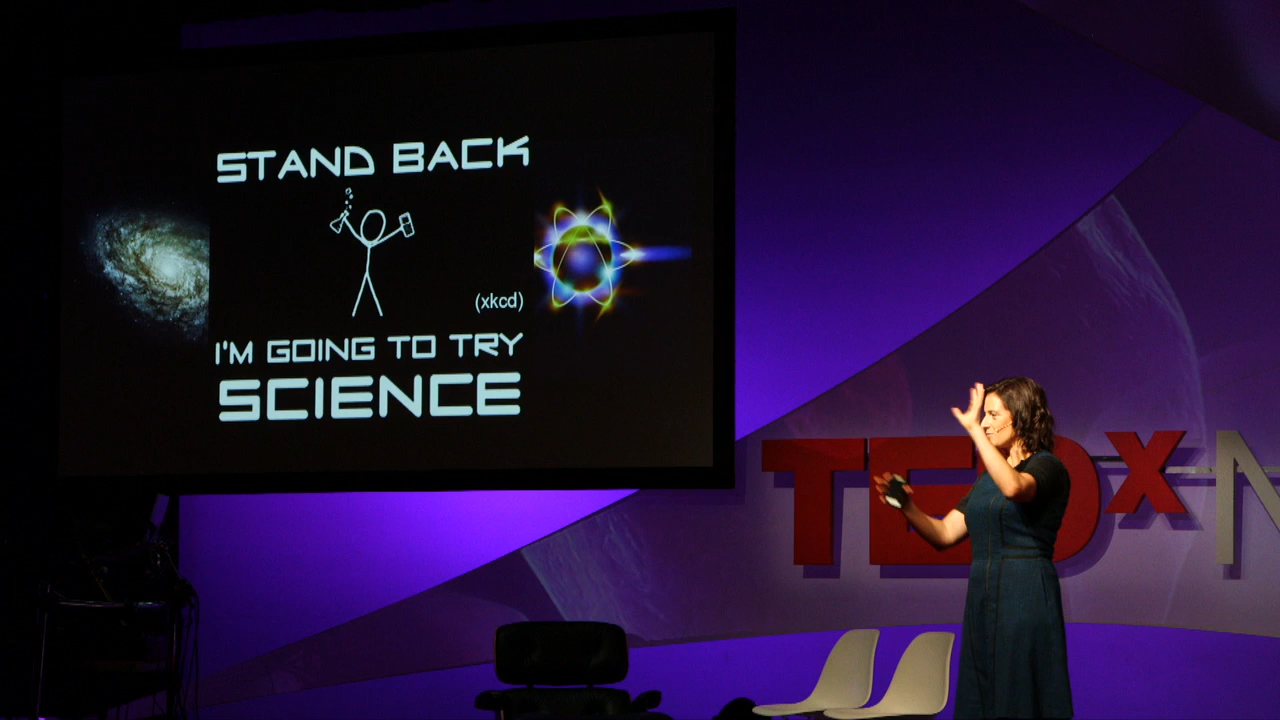 STAND BACK
(xkcd)
I'M GOING TO TRY
SCIENCE
TEDx N